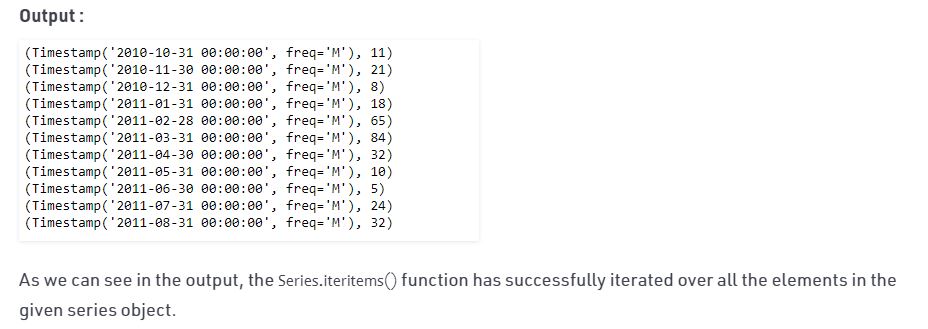 Output :
(Timestamp('2010-10-31 00:00:00', freq='M'), 11)
(Timestamp('2010-11-30 00:00:00', freq='M'), 21)
(Timestamp('2010-12-31 00:00:00', freq='M'), 8)
(Timestamp('2011-01-31 00:00:00', freq='M'), 18)
(Timestamp('2011-02-28 00:00:00', freq='M'), 65)
(Timestamp('2011-03-31 00:00:00', freq='M'), 84)
(Timestamp('2011-04-30 00:00:00', freq='M'), 32)
(Timestamp('2011-05-31 00:00:00', freq='M'), 10)
(Timestamp('2011-06-30 00:00:00', freq='M'), 5)
(Timestamp('2011-07-31 00:00:00', freq='M'), 24)
(Timestamp('2011-08-31 00:00:00', freq='M'), 32)
As we can see in the output, the Series.iteritems() function has successfully iterated over all the elements in the
given series object.